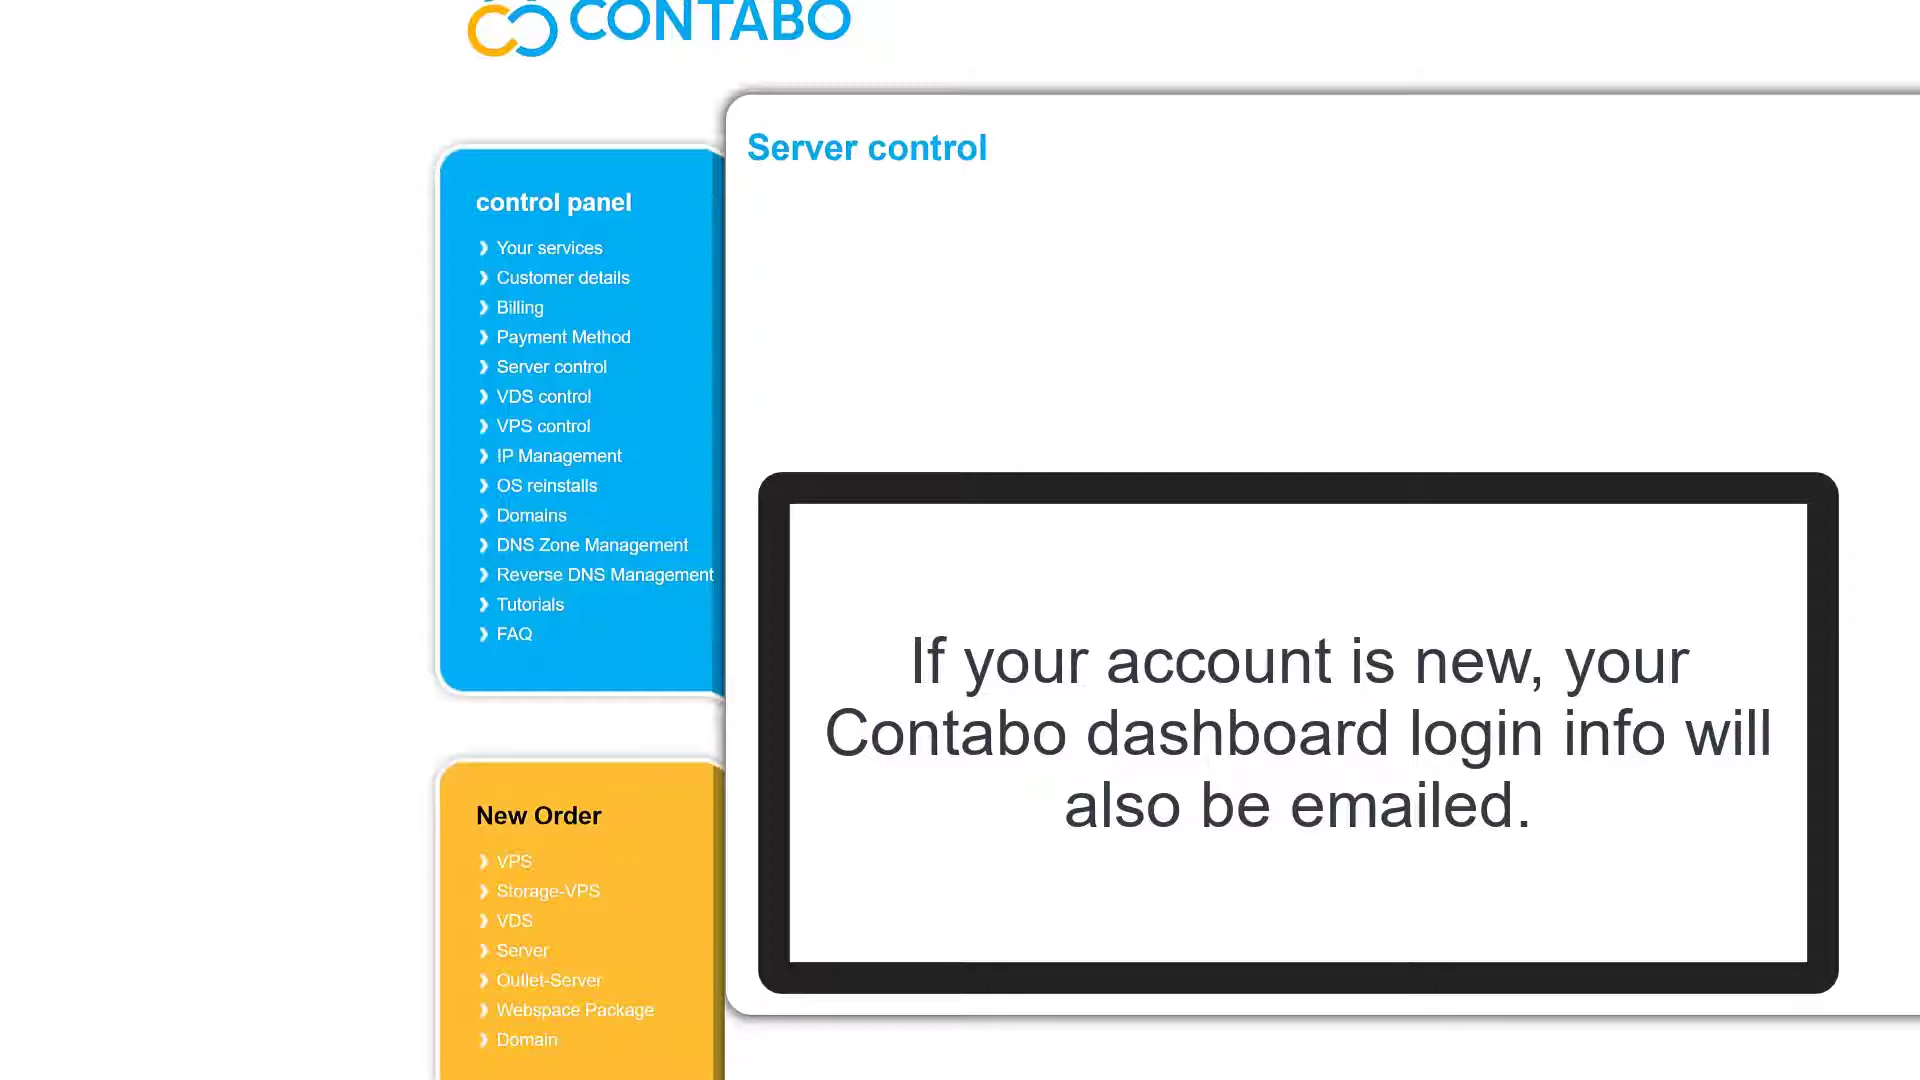 CONTABO
Server control
control panel
Your services
Customer details
Billing
Payment Method
Server control
VDS control
VPS control
IP Management
OS reinstalls
Domains
DNS Zone Management
Reverse DNS Management
Tutorials
FAQ
If your account is new, your
Contabo dashboard login info will
also be emailed.
New Order
VPS
Storage-VPS
VDS
Server
Outlet-Server
Webspace Package
Domain